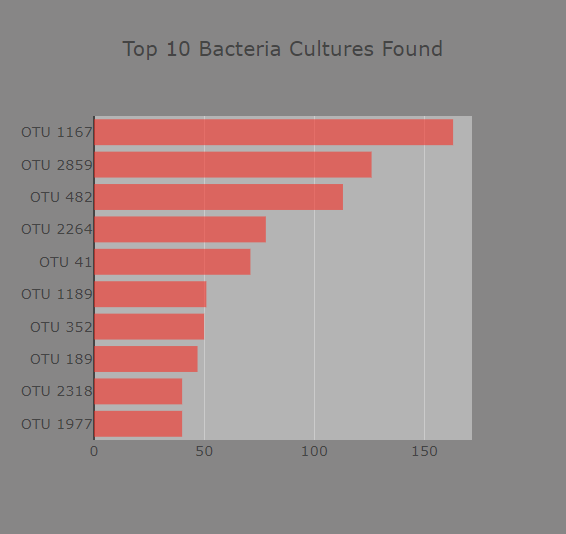 Top 10 Bacteria Cultures Found
OTU 1167
OTU 2859
OTU 482
OTU 2264
OTU 41
OTU 1189
OTU 352
OTU 189
OTU 2318
OTU 1977
0 50 100 150